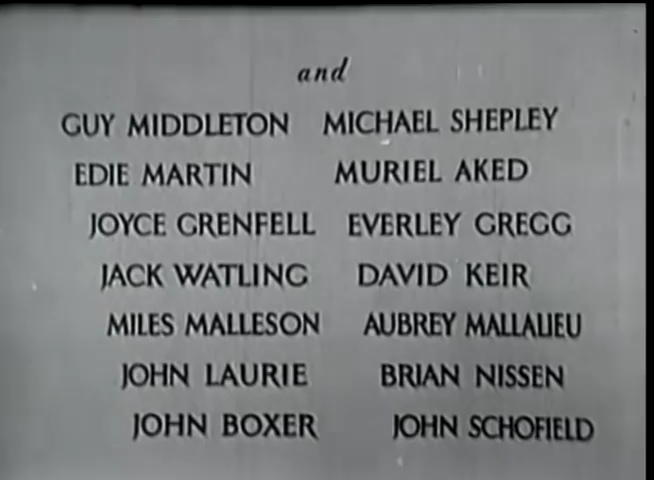 and
GUY MIDDLETON MICHAEL SHEPLEY
EDIE MARTIN MURIEL AKED
JOYCE GRENFELL EVERLEY GREGG
JACK WATLING DAVID KEIR
MILES MALLESON AUBREY MALLALIEU
JOHN LAURIE BRIAN NISSEN
JOHN BOXER JOHN SCHOFIELD